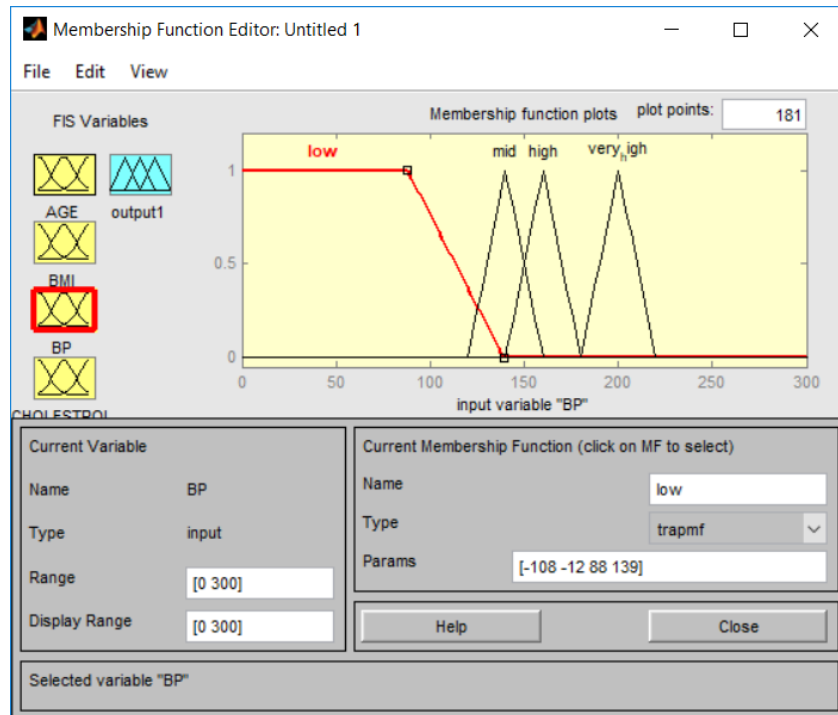 Membership Function Editor: Untitled 1
File Edit View
FIS Variables
AGE
output1
BMI
BP
CHOLESTROL
Membership function plots
plot points:
181
low
mid
high
very_high
1
0.5
0
0 50 100 150 200 250 300
input variable "BP"
Current Variable
Name BP
Type input
Range [0 300]
Display Range [0 300]
Current Membership Function (click on MF to select)
Name low
Type trapmf
Params [-108 -12 88 139]
Help
Close
Selected variable "BP"